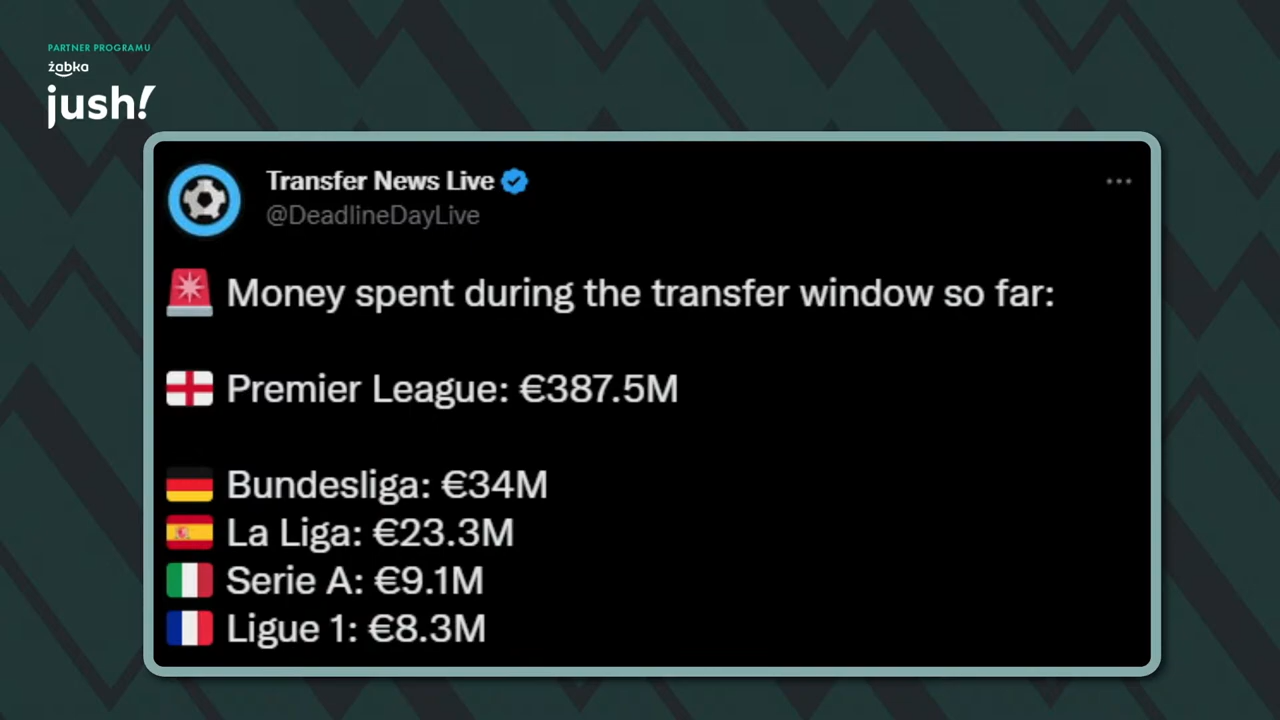 PARTNER PROGRAMU
żabka
jush!
Transfer News Live
@DeadlineDayLive
Money spent during the transfer window so far:
Premier League: €387.5M
Bundesliga: €34M
La Liga: €23.3M
Serie A: €9.1M
Ligue 1: €8.3M